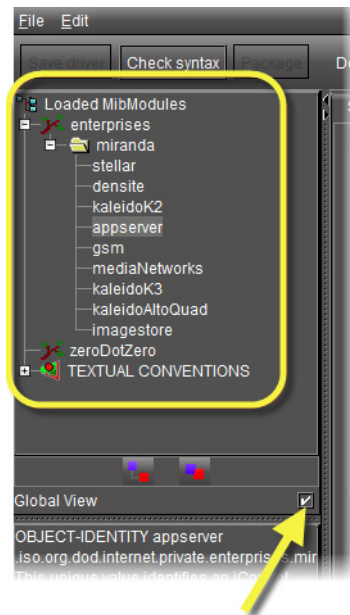 File Edit
Save driver Check syntax Package De
Loaded MibModules
enterprises
miranda
stellar
densite
kaleidoK2
appserver
gsm
mediaNetworks
kaleidoK3
kaleidoAltoQuad
imagestore
zeroDotZero
TEXTUAL CONVENTIONS
Global View
OBJECT-IDENTITY appserver
.iso.org.dod.internet.private.enterprises.mir
This unique value identifies an iControl